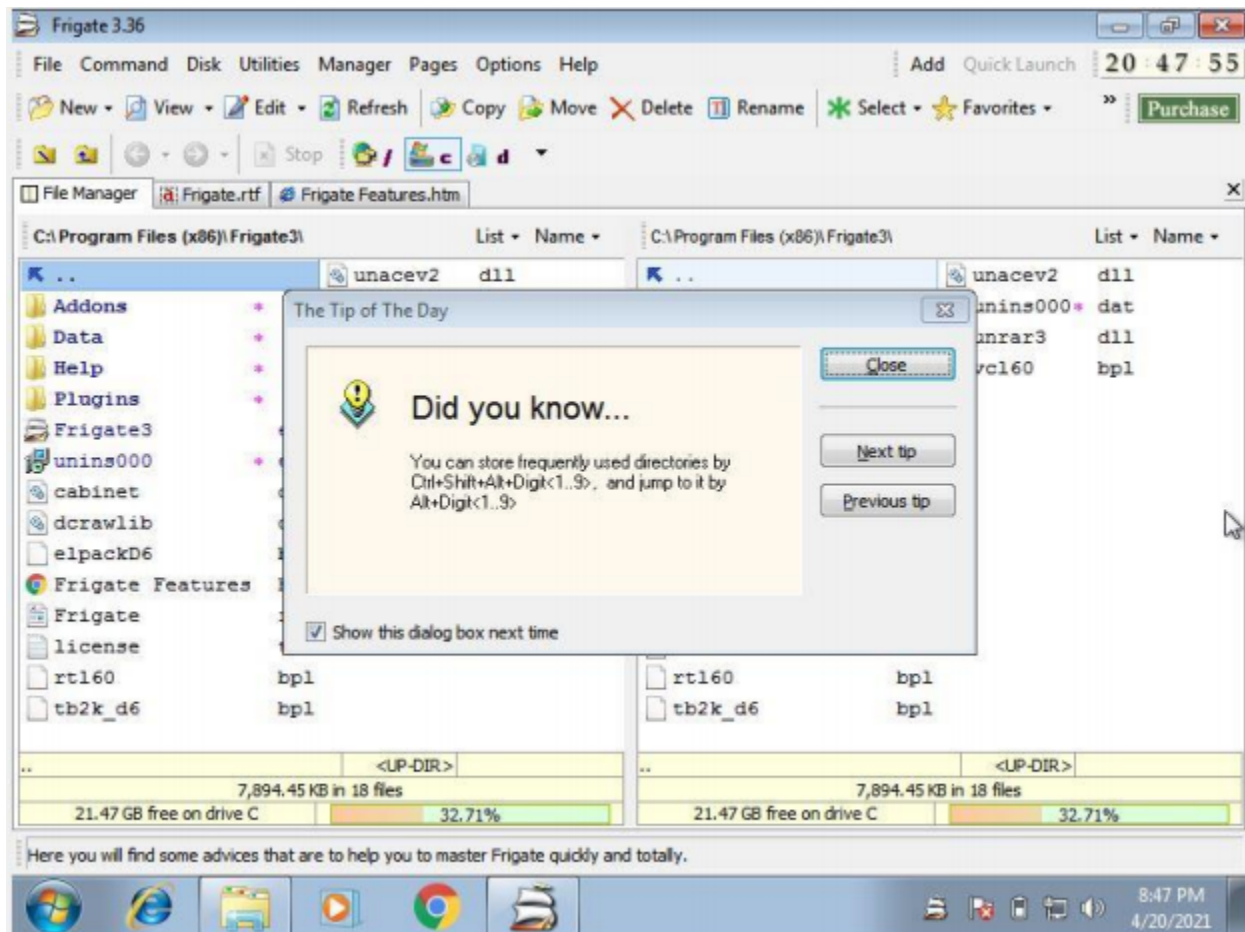 Frigate 3.36
File Command Disk Utilities Manager Pages Options Help Add Quick Launch 20:47:55
New View Edit Refresh Copy Move Delete Rename Select Favorites » Purchase
Stop / c d
File Manager Frigate.rtf Frigate Features.htm
C:\Program Files (x86)\Frigate3\ List Name C:\Program Files (x86)\Frigate3\ List Name
.. unacev2 dll .. unacev2 dll
Addons * The Tip of The Day unins000* dat
Data * unrar3 dll
Help * Close vcl60 bpl
Plugins * Did you know...
Frigate3
unins000 * You can store frequently used directories by Next tip
cabinet Ctrl+Shift+Alt+Digit<1..9>, and jump to it by
dcrawlib Alt+Digit<1..9> Previous tip
elpackD6
Frigate Features
Frigate
license Show this dialog box next time
rtl60 bpl rtl60 bpl
tb2k_d6 bpl tb2k_d6 bpl
.. <UP-DIR> .. <UP-DIR>
7,894.45 KB in 18 files 7,894.45 KB in 18 files
21.47 GB free on drive C 32.71% 21.47 GB free on drive C 32.71%
Here you will find some advices that are to help you to master Frigate quickly and totally.
8:47 PM
4/20/2021